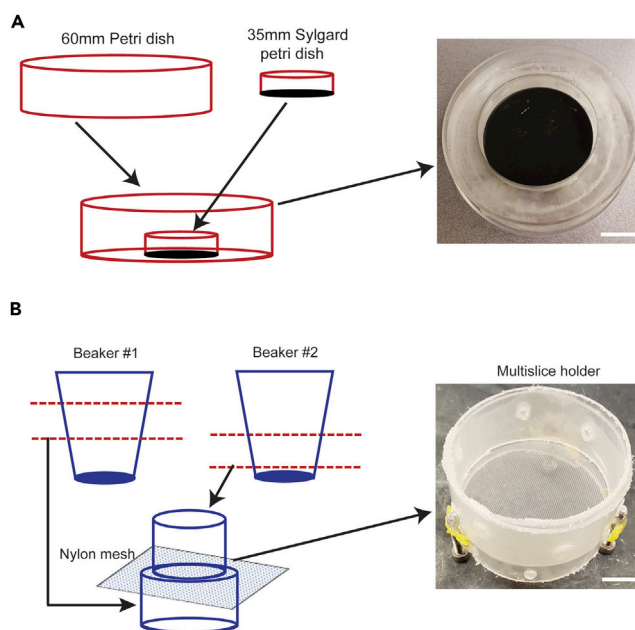 A
60mm Petri dish
35mm Sylgard
petri dish
B
Beaker #1
Beaker #2
Multislice holder
Nylon mesh